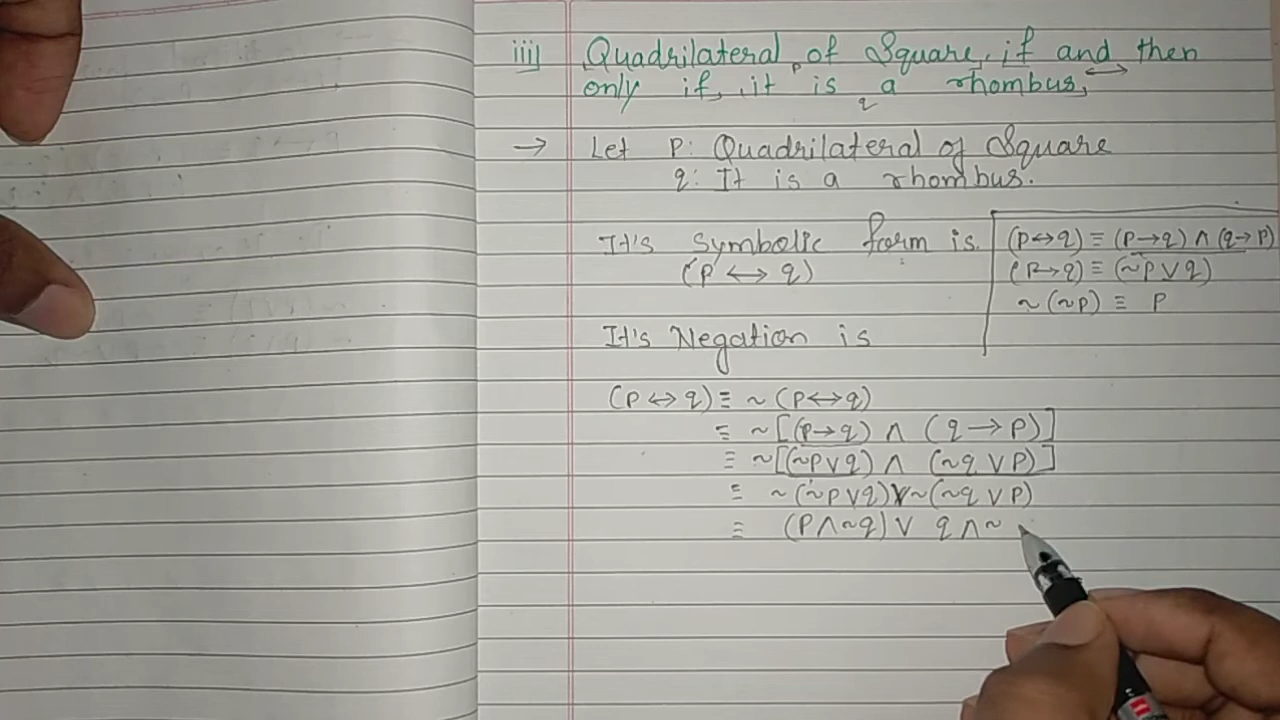 iii) Quadrilateral of Square, if and then
p
only if, it is a rhombus, ↔
q
→ Let P: Quadrilateral of Square
q: It is a rhombus.
It's Symbolic form is.
(P ↔ q)
(P↔q) ≡ (P→q) ∧ (q→P)
(P→q) ≡ (~P∨q)
~(~P) ≡ P
It's Negation is
(P ↔ q) ≡ ~(P↔q)
≡ ~[(P→q) ∧ (q→P)]
≡ ~[(~P∨q) ∧ (~q∨P)]
≡ ~(~P∨q)∨~(~q∨P)
≡ (P∧~q)∨ q∧~